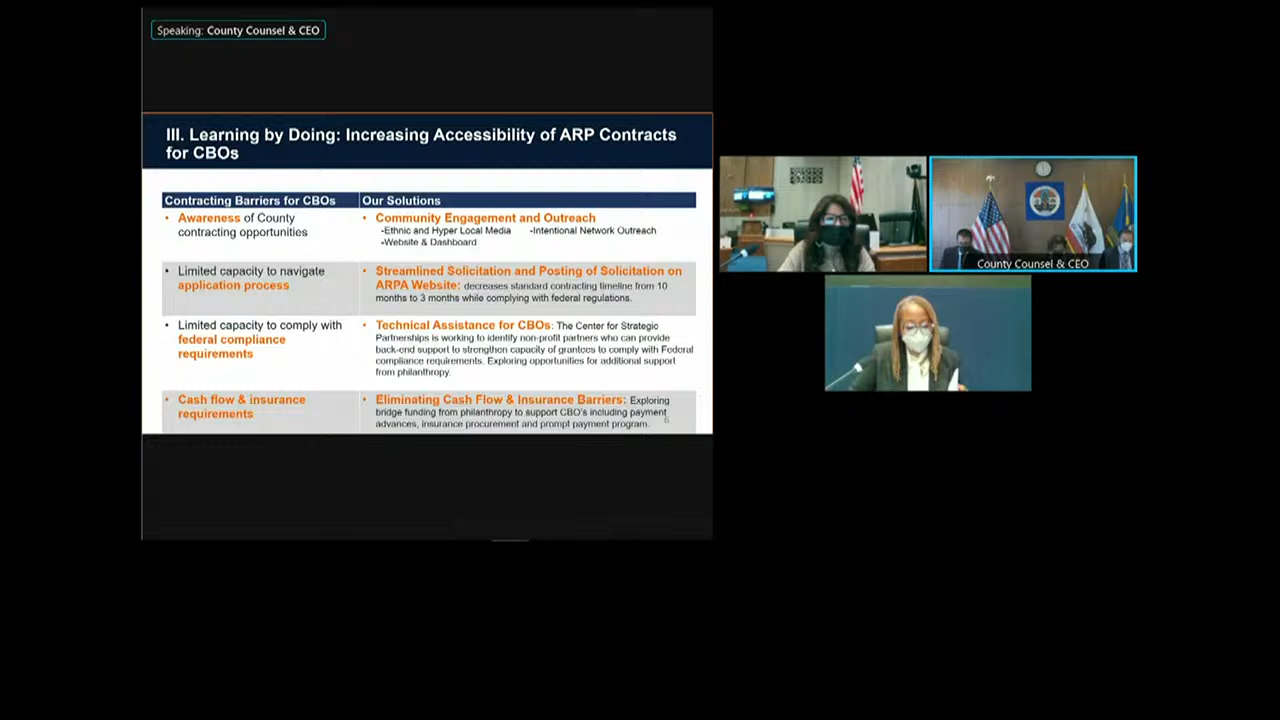 Speaking: County Counsel & CEO
III. Learning by Doing: Increasing Accessibility of ARP Contracts
for CBOs
Contracting Barriers for CBOs
Our Solutions
• Awareness of County
contracting opportunities
• Community Engagement and Outreach
-Ethnic and Hyper Local Media -Intentional Network Outreach
-Website & Dashboard
• Limited capacity to navigate
application process
• Streamlined Solicitation and Posting of Solicitation on
ARPA Website: decreases standard contracting timeline from 10
months to 3 months while complying with federal regulations.
• Limited capacity to comply with
federal compliance
requirements
• Technical Assistance for CBOs: The Center for Strategic
Partnerships is working to identify non-profit partners who can provide
back-end support to strengthen capacity of grantees to comply with Federal
compliance requirements. Exploring opportunities for additional support
from philanthropy.
• Cash flow & insurance
requirements
• Eliminating Cash Flow & Insurance Barriers: Exploring
bridge funding from philanthropy to support CBO's including payment
advances, insurance procurement and prompt payment program.
6
County Counsel & CEO